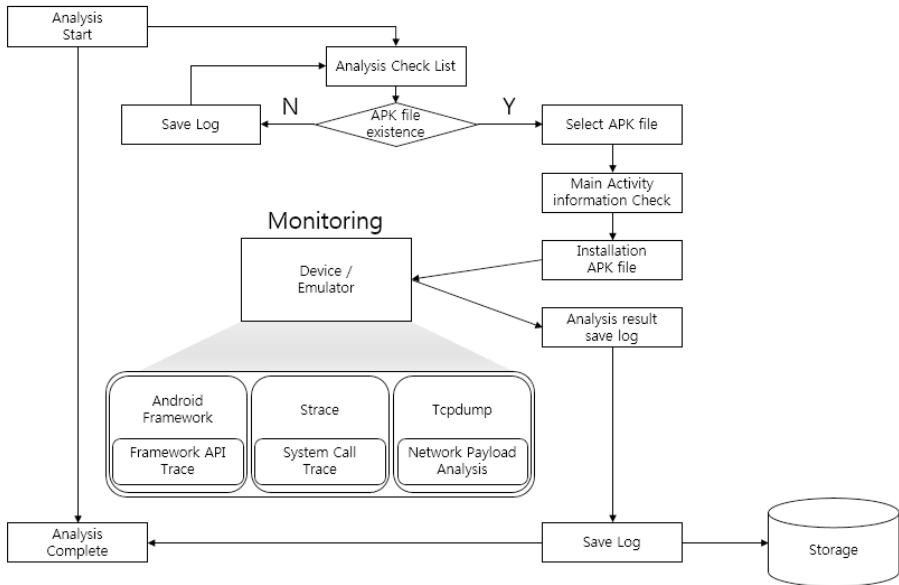 Analysis
Start
Analysis Check List
N
Y
Save Log
APK file
existence
Select APK file
Main Activity
information Check
Monitoring
Installation
APK file
Device /
Emulator
Analysis result
save log
Android
Framework
Framework API
Trace
Strace
System Call
Trace
Tcpdump
Network Payload
Analysis
Analysis
Complete
Save Log
Storage